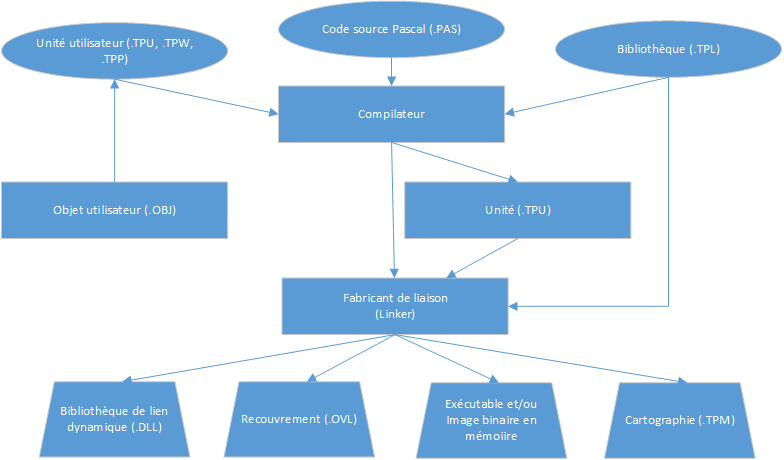 Unité utilisateur (.TPU, .TPW,
.TPP)
Code source Pascal (.PAS)
Bibliothèque (.TPL)
Compilateur
Objet utilisateur (.OBJ)
Unité (.TPU)
Fabricant de liaison
(Linker)
Bibliothèque de lien
dynamique (.DLL)
Recouvrement (.OVL)
Exécutable et/ou
Image binaire en
mémoiire
Cartographie (.TPM)